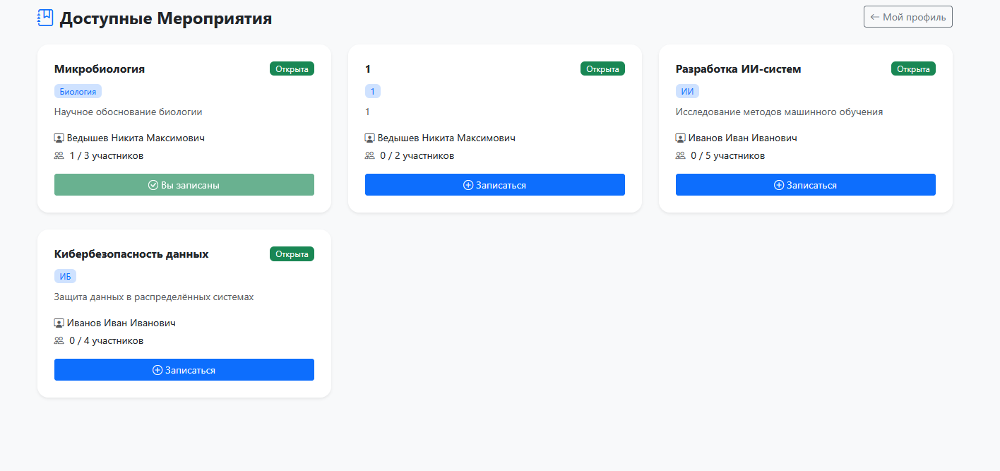 Доступные Мероприятия
Мой профиль
Микробиология
Открыта
Биология
Научное обоснование биологии
Ведышев Никита Максимович
1 / 3 участников
Вы записаны
1
Открыта
1
1
Ведышев Никита Максимович
0 / 2 участников
Записаться
Разработка ИИ-систем
Открыта
ИИ
Исследование методов машинного обучения
Иванов Иван Иванович
0 / 5 участников
Записаться
Кибербезопасность данных
Открыта
ИБ
Защита данных в распределённых системах
Иванов Иван Иванович
0 / 4 участников
Записаться